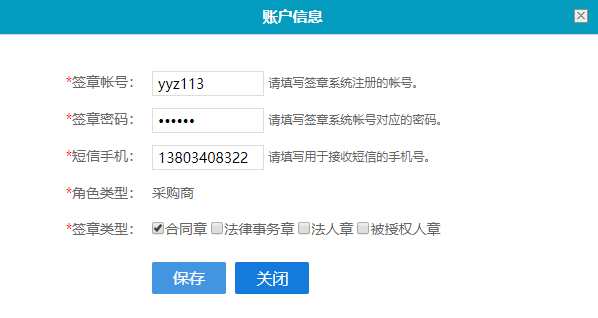 账户信息
*签章帐号： yyz113 请填写签章系统注册的帐号。
*签章密码： •••••• 请填写签章系统帐号对应的密码。
*短信手机： 13803408322 请填写用于接收短信的手机号。
*角色类型： 采购商
*签章类型： 合同章 法律事务章 法人章 被授权人章
保存 关闭